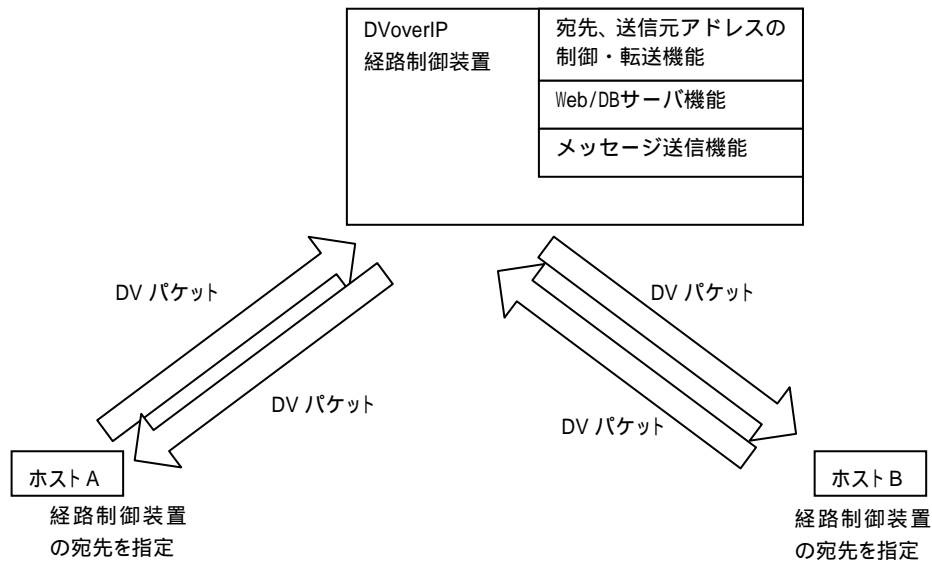 DVoverIP
経路制御装置
宛先、送信元アドレスの
制御・転送機能
Web/DBサーバ機能
メッセージ送信機能
DV パケット
DV パケット
DV パケット
DV パケット
ホスト A
経路制御装置
の宛先を指定
ホスト B
経路制御装置
の宛先を指定